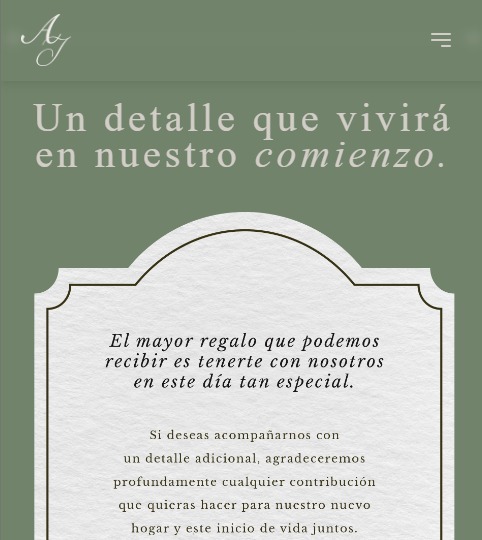 AJ
Un detalle que vivirá
en nuestro comienzo.
El mayor regalo que podemos
recibir es tenerte con nosotros
en este día tan especial.
Si deseas acompañarnos con
un detalle adicional, agradeceremos
profundamente cualquier contribución
que quieras hacer para nuestro nuevo
hogar y este inicio de vida juntos.